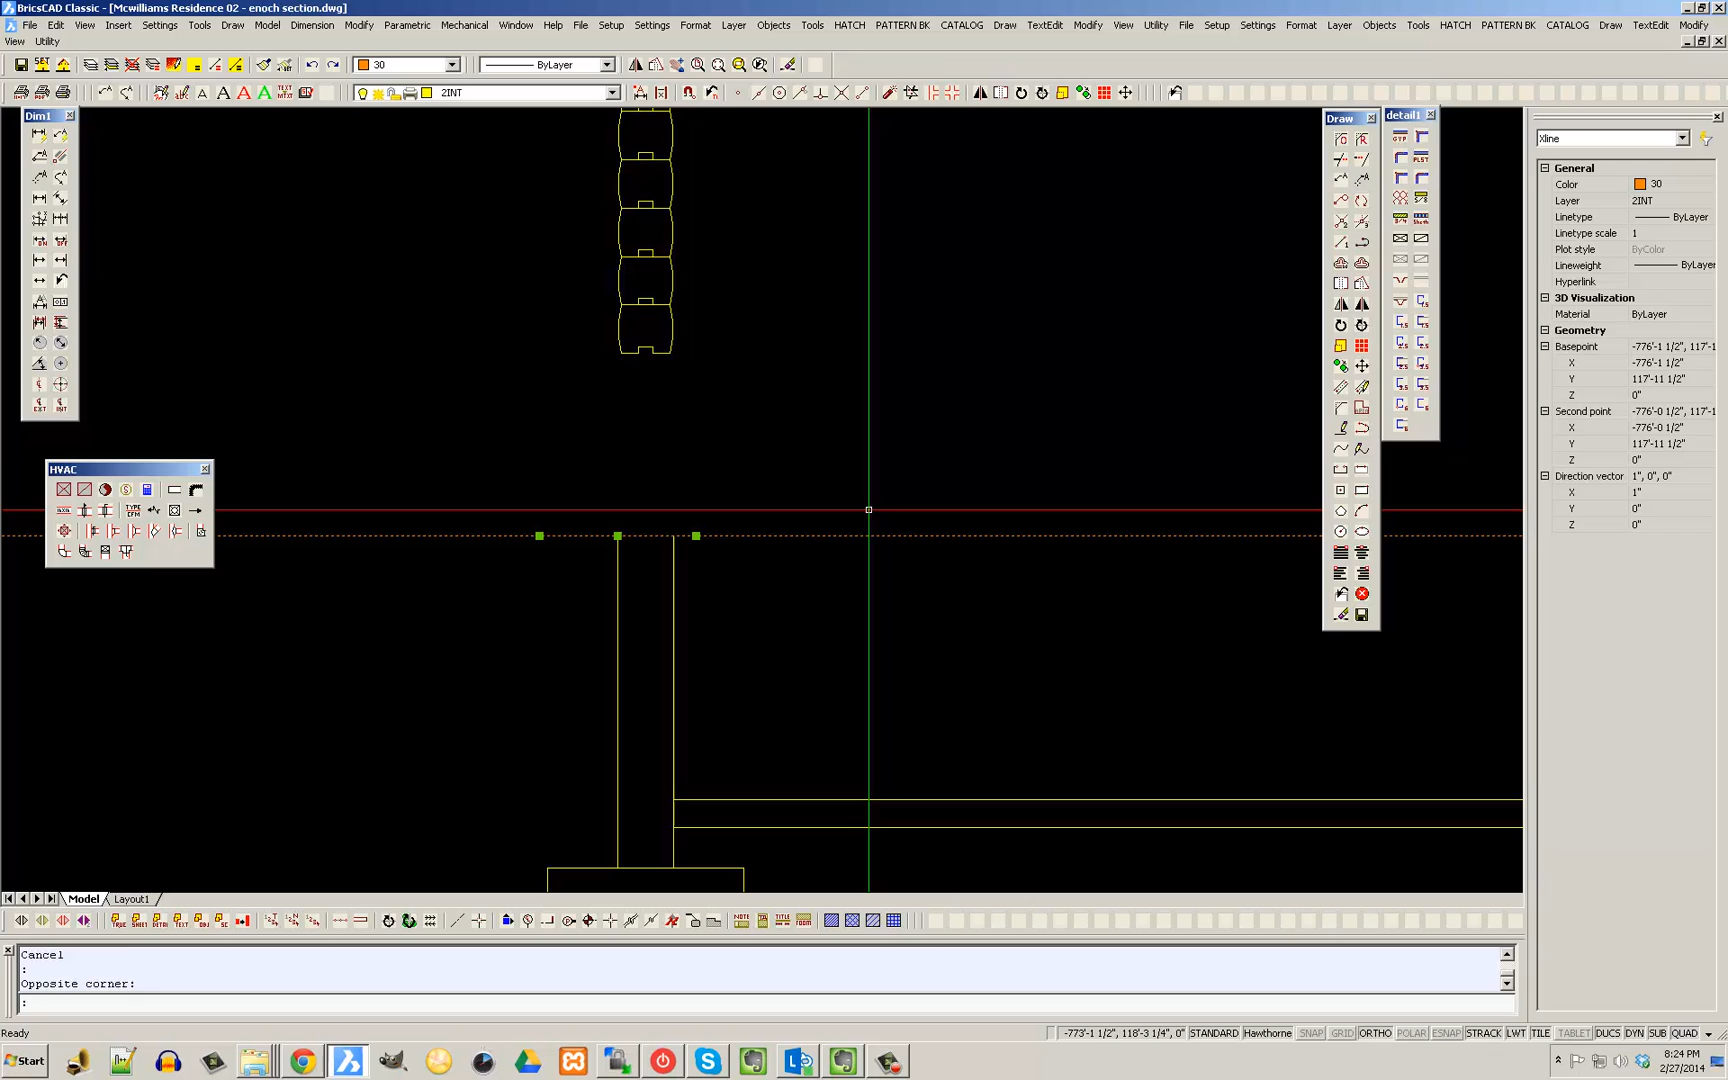 BricsCAD Classic - [Mcwilliams Residence 02 - enoch section.dwg]
File Edit View Insert Settings Tools Draw Model Dimension Modify Parametric Mechanical Window Express Help File Setup Settings Format Layer Objects Tools HATCH PATTERN BK CATALOG Draw TextEdit Modify View Utility File Setup Settings Format Layer Objects Tools HATCH PATTERN BK CATALOG Draw TextEdit Modify
View Utility
SET 30 ByLayer
2INT
Dim1
Draw
detail1
HVAC
TYPE
CFM
Xline
General
Color 30
Layer 2INT
Linetype ByLayer
Linetype scale 1
Plot style ByColor
Lineweight ByLayer
Hyperlink
3D Visualization
Material ByLayer
Geometry
Basepoint -776'-1 1/2", 117'-1
X -776'-1 1/2"
Y 117'-11 1/2"
Z 0"
Second point -776'-0 1/2", 117'-1
X -776'-0 1/2"
Y 117'-11 1/2"
Z 0"
Direction vector 1", 0", 0"
X 1"
Y 0"
Z 0"
Model Layout1
Cancel
:
Opposite corner:
:
Ready
-773'-1 1/2", 118'-3 1/4", 0" STANDARD Hawthorne SNAP GRID ORTHO POLAR ESNAP STRACK LWT TILE TABLET DUCS DYN SUB QUAD
Start
8:24 PM
2/27/2014